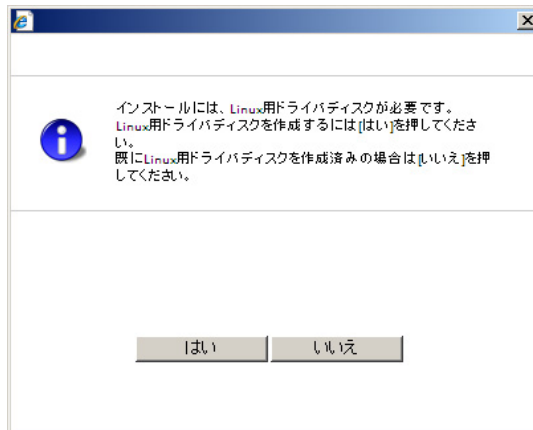 インストールには、Linux用ドライバディスクが必要です。
Linux用ドライバディスクを作成するには[はい]を押してくださ
い。
既にLinux用ドライバディスクを作成済みの場合は[いいえ]を押
してください。
はい いいえ